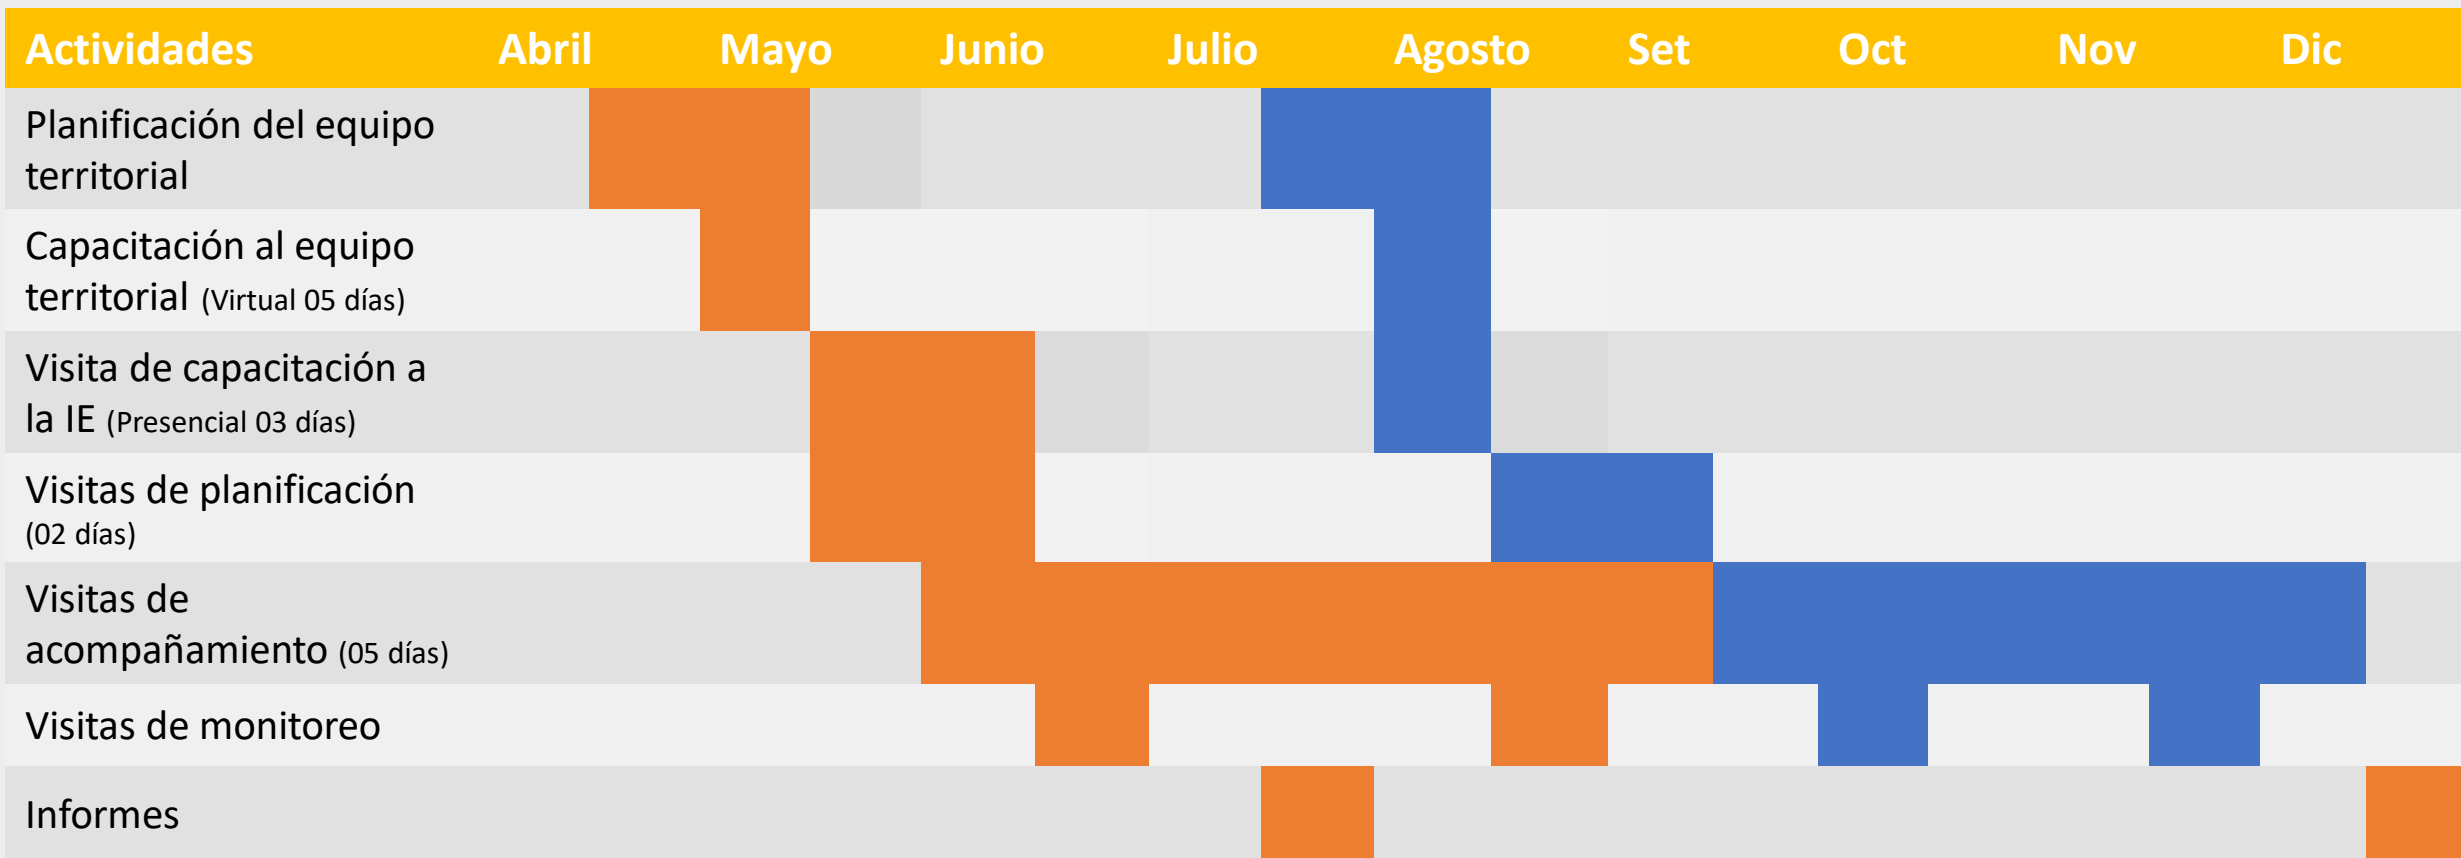 Actividades Abril Mayo Junio Julio Agosto Set Oct Nov Dic
Planificación del equipo
territorial
Capacitación al equipo
territorial (Virtual 05 días)
Visita de capacitación a
la IE (Presencial 03 días)
Visitas de planificación
(02 días)
Visitas de
acompañamiento (05 días)
Visitas de monitoreo
Informes